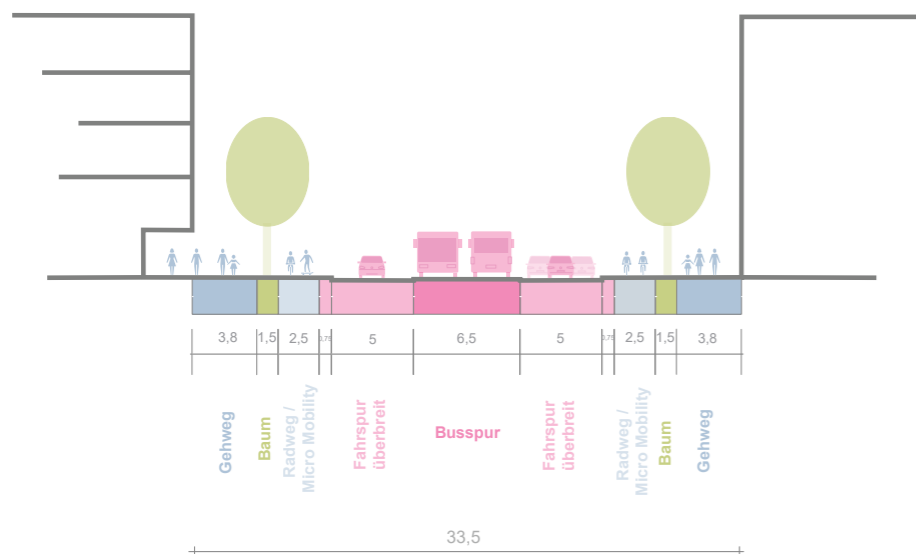 3,8 1,5 2,5 0,75 5 6,5 5 0,75 2,5 1,5 3,8
Gehweg
Baum
Radweg /
Micro Mobility
Fahrspur
überbreit
Busspur
Fahrspur
überbreit
Radweg /
Micro Mobility
Baum
Gehweg
33,5